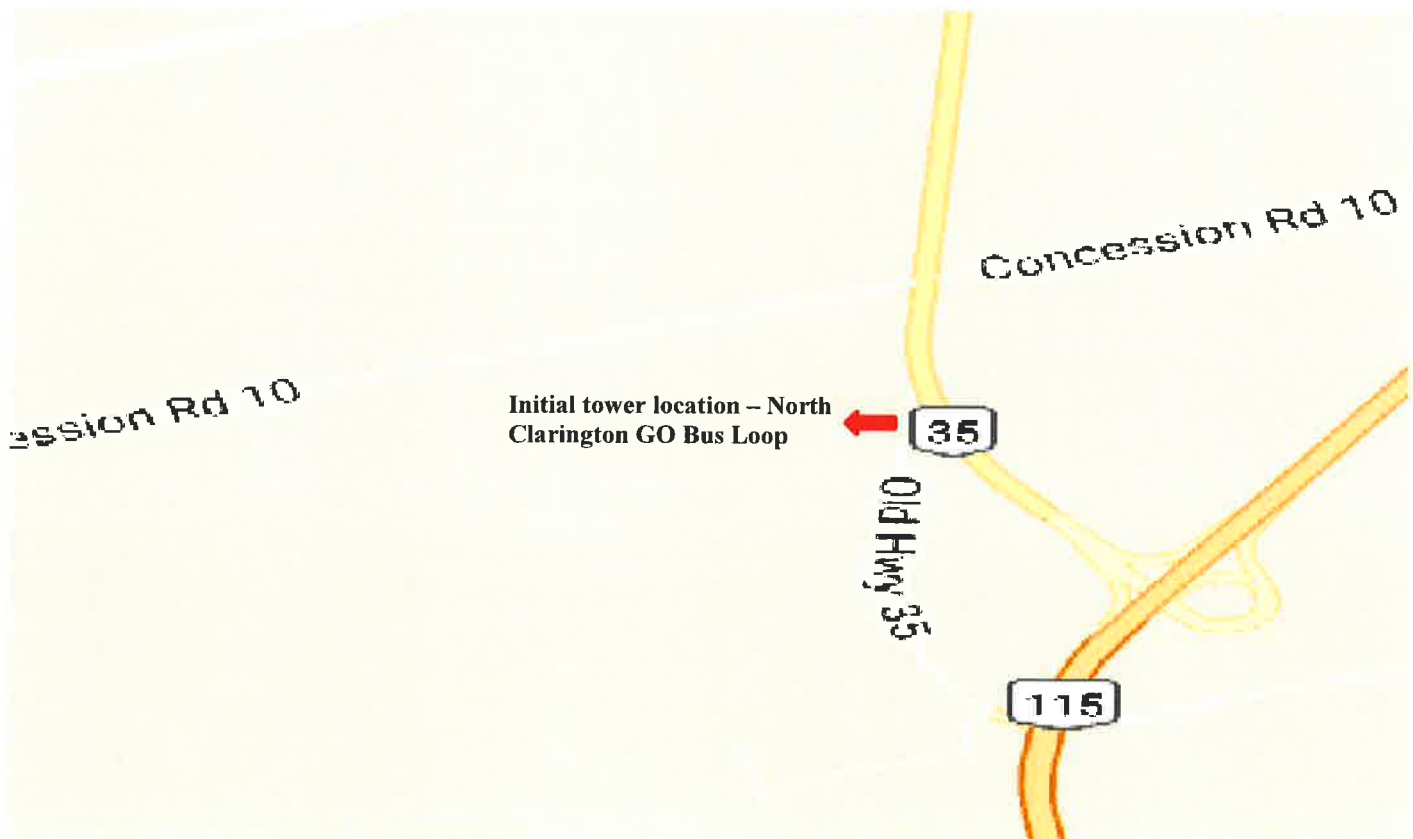 Concession Rd 10
ession Rd 10
Initial tower location – North
Clarington GO Bus Loop
35
Old Hwy 35
115